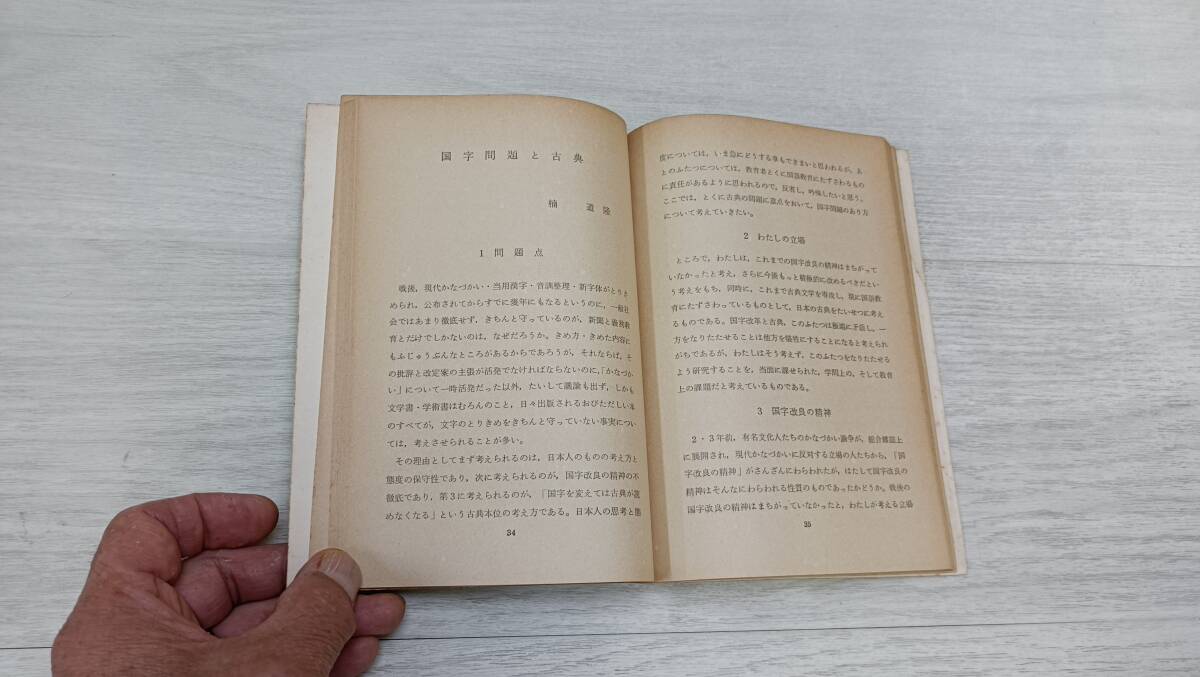 国字問題と古典
楠 道隆
1 問題点
戦後，現代かなづかい・当用漢字・音訓整理・新字体がとりき
められ，公布されてからすでに幾年にもなるというのに，一般社
会ではあまり徹底せず，きちんと守っているのが，新聞と義務教
育とだけでしかないのは，なぜだろうか。きめ方・きめた内容に
もふじゅうぶんなところがあるからであろうが，それならば，そ
の批評と改定案の主張が活発でなければならないのに，「かなづか
い」について一時活発だった以外，たいして議論も出ず，しかも
文学書・学術書はむろんのこと，日々出版されるおびただしい本
のすべてが，文字のとりきめをきちんと守っていない事実につい
ては，考えさせられることが多い。
その理由としてまず考えられるのは，日本人のものの考え方と
態度の保守性であり，次に考えられるのが，国字改良の精神の不
徹底であり，第3に考えられるのが，「国字を変えては古典が読
めなくなる」という古典本位の考え方である。日本人の思考と態
34
度については，いま急にどうする事もできまいと思われるが，あ
とのふたつについては，教育者とくに国語教育にたずさわるもの
に責任があるように思われるので，反省し，吟味したいと思う。
ここでは，とくに古典の問題に重点をおいて，国字問題のあり方
について考えていきたい。
2 わたしの立場
ところで，わたしは，これまでの国字改良の精神はまちがって
いなかったと考え，さらに今後もっと積極的に改めるべきだとい
う考えをもち，同時に，これまで古典文学を専攻し，現に国語教
育にたずさわっているものとして，日本の古典をたいせつに考え
るものである。国字改革と古典，このふたつは極端に矛盾し，一
方をなりたたせることは他方を犠牲にすることになると考えられ
がちであるが，わたしはそう考えず，このふたつをなりたたせる
よう研究することを，当面に課せられた，学問上の，そして教育
上の課題だと考えているものである。
3 国字改良の精神
2・3年前，有名文化人たちのかなづかい論争が，総合雑誌上
に展開され，現代かなづかいに反対する立場の人たちから，「国
字改良の精神」がさんざんにわらわれたが，はたして国字改良の
精神はそんなにわらわれる性質のものであったかどうか。戦後の
国字改良の精神はまちがっていなかったと，わたしが考える立場
35